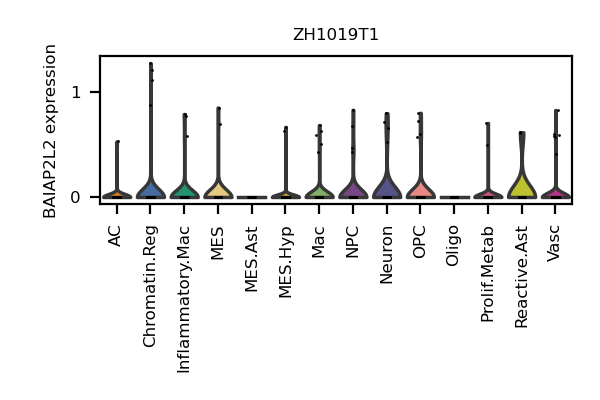 ZH1019T1
BAIAP2L2 expression
1
0
AC
Chromatin.Reg
Inflammatory.Mac
MES
MES.Ast
MES.Hyp
Mac
NPC
Neuron
OPC
Oligo
Prolif.Metab
Reactive.Ast
Vasc